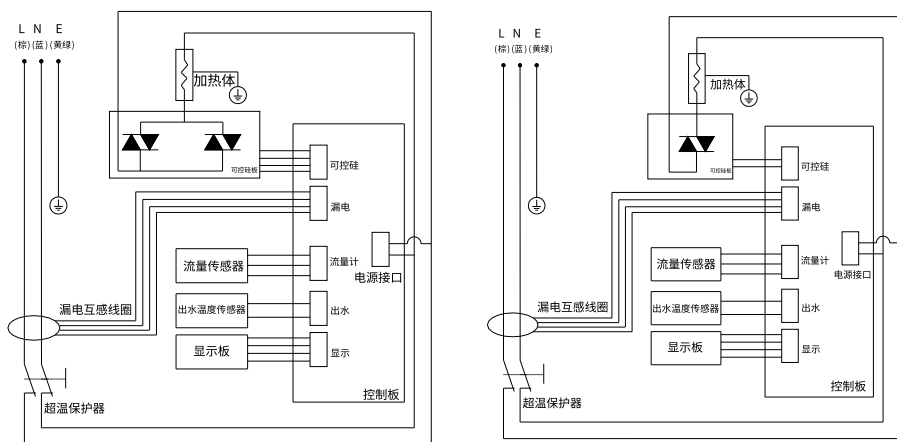 L N E
(棕)(蓝)(黄绿)
加热体
可控硅板
可控硅
漏电
流量传感器
流量计
电源接口
漏电互感线圈
出水温度传感器
出水
显示板
显示
控制板
超温保护器
L N E
(棕)(蓝)(黄绿)
加热体
可控硅板
可控硅
漏电
流量传感器
流量计
电源接口
漏电互感线圈
出水温度传感器
出水
显示板
显示
控制板
超温保护器